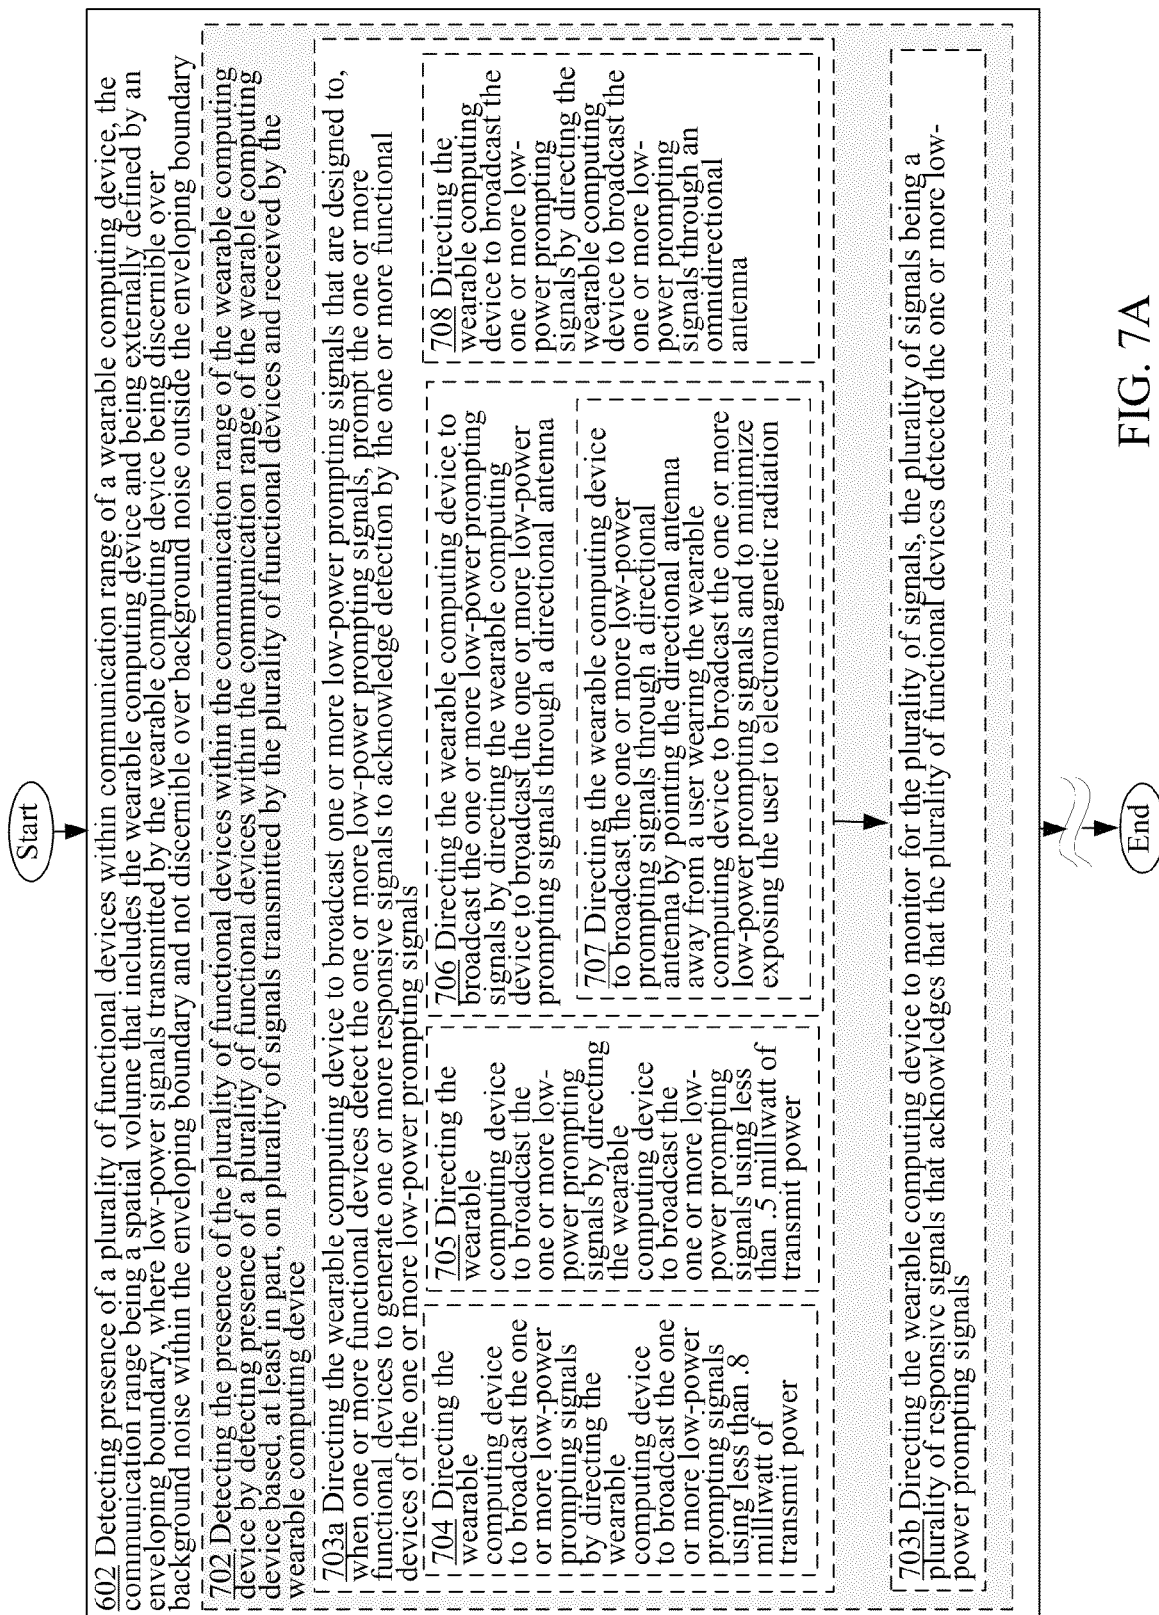 Start
602 Detecting presence of a plurality of functional devices within communication range of a wearable computing device, the
communication range being a spatial volume that includes the wearable computing device and being externally defined by an
enveloping boundary, where low-power signals transmitted by the wearable computing device being discernible over
background noise within the enveloping boundary and not discernible over background noise outside the enveloping boundary
702 Detecting the presence of the plurality of functional devices within the communication range of the wearable computing
device by detecting presence of a plurality of functional devices within the communication range of the wearable computing
device based, at least in part, on plurality of signals transmitted by the plurality of functional devices and received by the
wearable computing device
703a Directing the wearable computing device to broadcast one or more low-power prompting signals that are designed to,
when one or more functional devices detect the one or more low-power prompting signals, prompt the one or more
functional devices to generate one or more responsive signals to acknowledge detection by the one or more functional
devices of the one or more low-power prompting signals
704 Directing the
wearable
computing device
to broadcast the one
or more low-power
prompting signals
by directing the
wearable
computing device
to broadcast the one
or more low-power
prompting signals
using less than .8
milliwatt of
transmit power
705 Directing the
wearable
computing device
to broadcast the
one or more low-
power prompting
signals by directing
the wearable
computing device
to broadcast the
one or more low-
power prompting
signals using less
than .5 milliwatt of
transmit power
706 Directing the wearable computing device to
broadcast the one or more low-power prompting
signals by directing the wearable computing
device to broadcast the one or more low-power
prompting signals through a directional antenna
707 Directing the wearable computing device
to broadcast the one or more low-power
prompting signals through a directional
antenna by pointing the directional antenna
away from a user wearing the wearable
computing device to broadcast the one or more
low-power prompting signals and to minimize
exposing the user to electromagnetic radiation
708 Directing the
wearable computing
device to broadcast the
one or more low-
power prompting
signals by directing the
wearable computing
device to broadcast the
one or more low-
power prompting
signals through an
omnidirectional
antenna
703b Directing the wearable computing device to monitor for the plurality of signals, the plurality of signals being a
plurality of responsive signals that acknowledges that the plurality of functional devices detected the one or more low-
power prompting signals
End
FIG. 7A